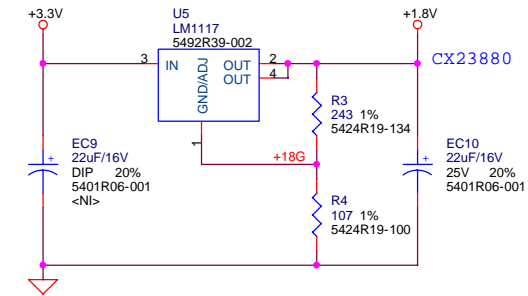 +3.3V
U5
LM1117
5492R39-002
+1.8V
3
IN
GND/ADJ
OUT
2
OUT
4
CX23880
1
R3
243 1%
5424R19-134
+18G
EC9
22uF/16V
DIP 20%
5401R06-001
<NI>
EC10
22uF/16V
25V 20%
5401R06-001
R4
107 1%
5424R19-100
+
+